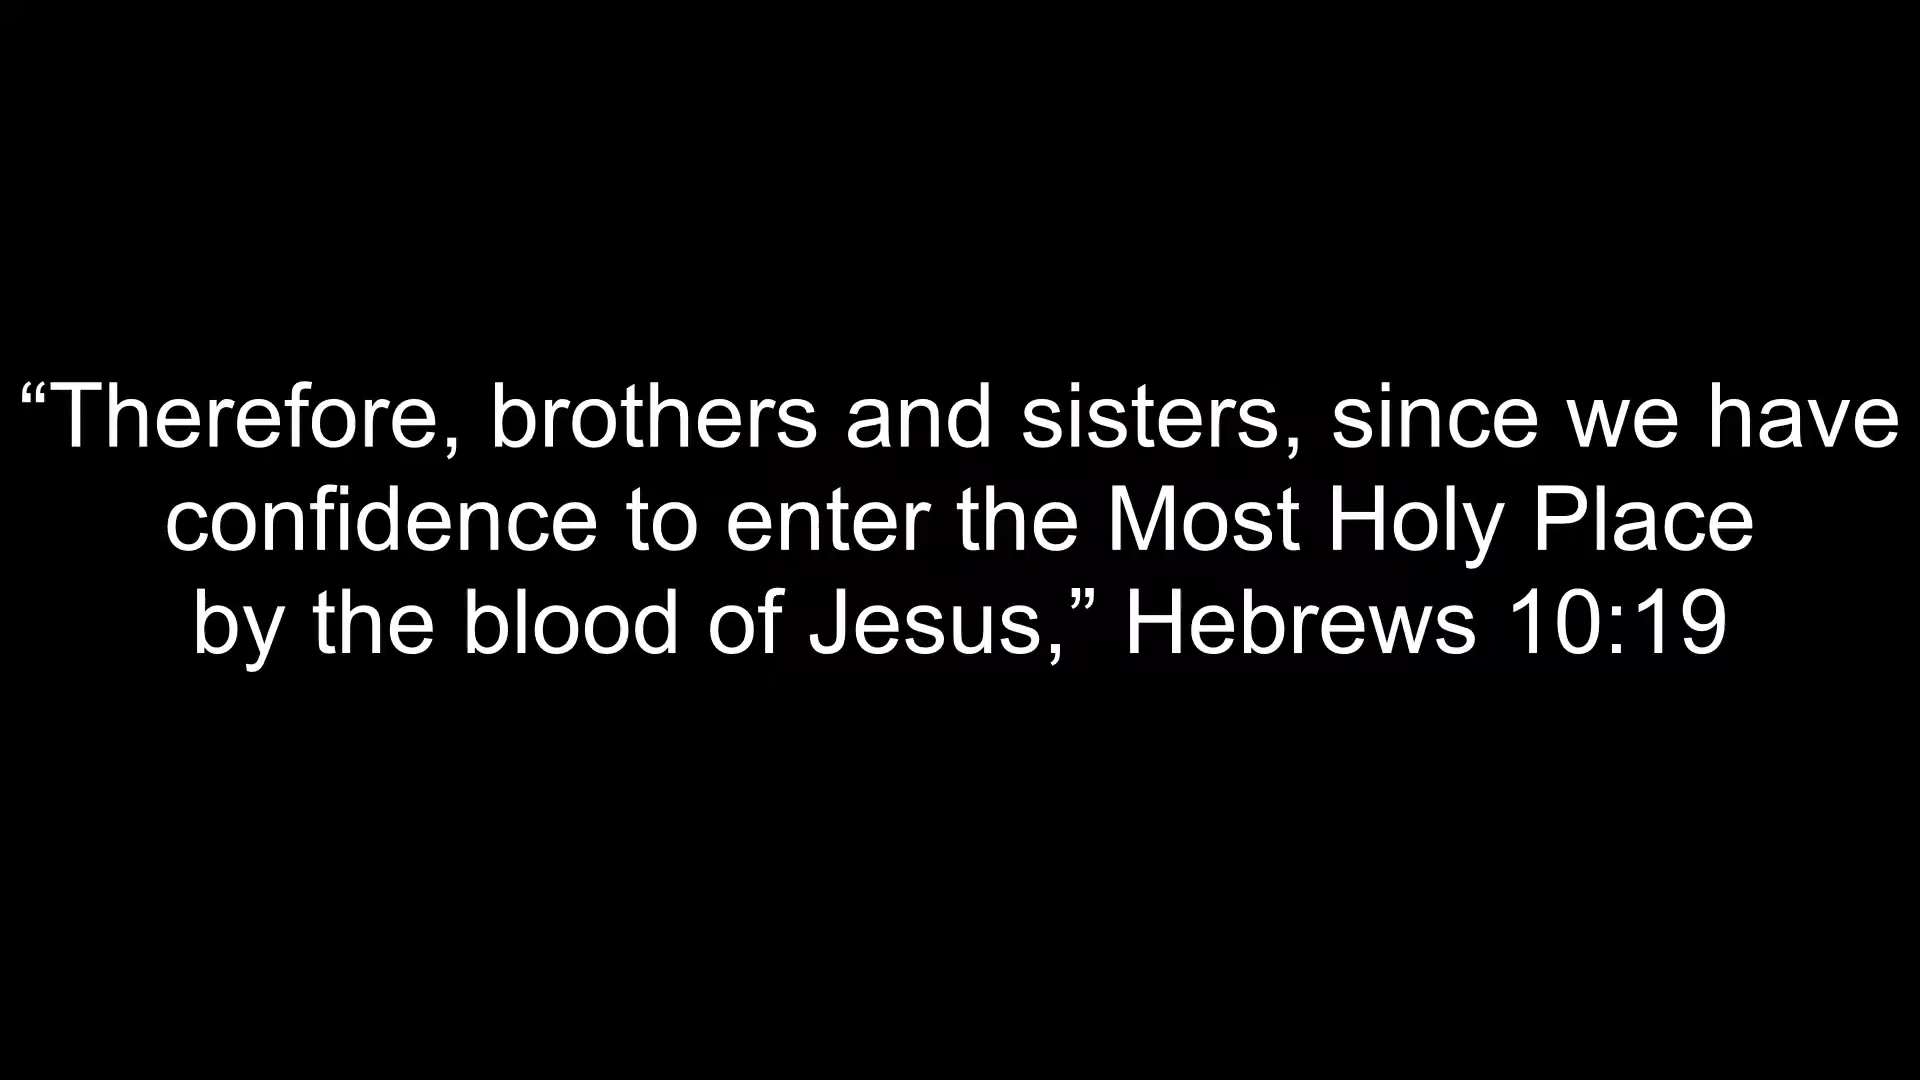 “Therefore, brothers and sisters, since we have
confidence to enter the Most Holy Place
by the blood of Jesus,” Hebrews 10:19